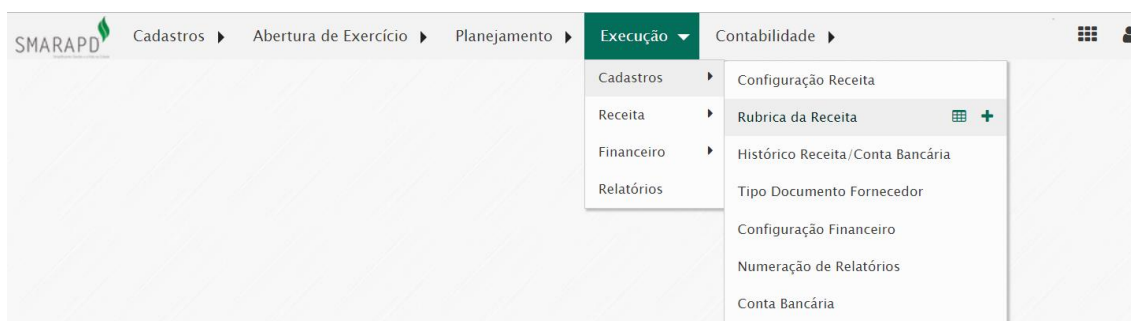 SMARAPD Cadastros Abertura de Exercício Planejamento Execução Contabilidade
Cadastros
Receita
Financeiro
Relatórios
Configuração Receita
Rubrica da Receita
Histórico Receita/Conta Bancária
Tipo Documento Fornecedor
Configuração Financeiro
Numeração de Relatórios
Conta Bancária